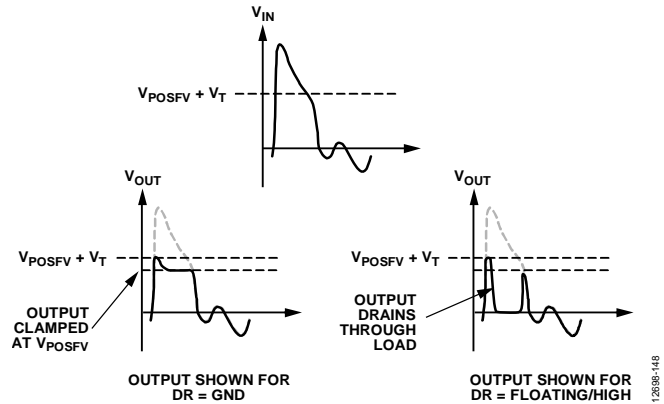 VIN
VPOSFV + VT
VOUT
VPOSFV + VT
OUTPUT
CLAMPED
AT VPOSFV
OUTPUT SHOWN FOR
DR = GND
VOUT
VPOSFV + VT
OUTPUT
DRAINS
THROUGH
LOAD
OUTPUT SHOWN FOR
DR = FLOATING/HIGH
12698-148